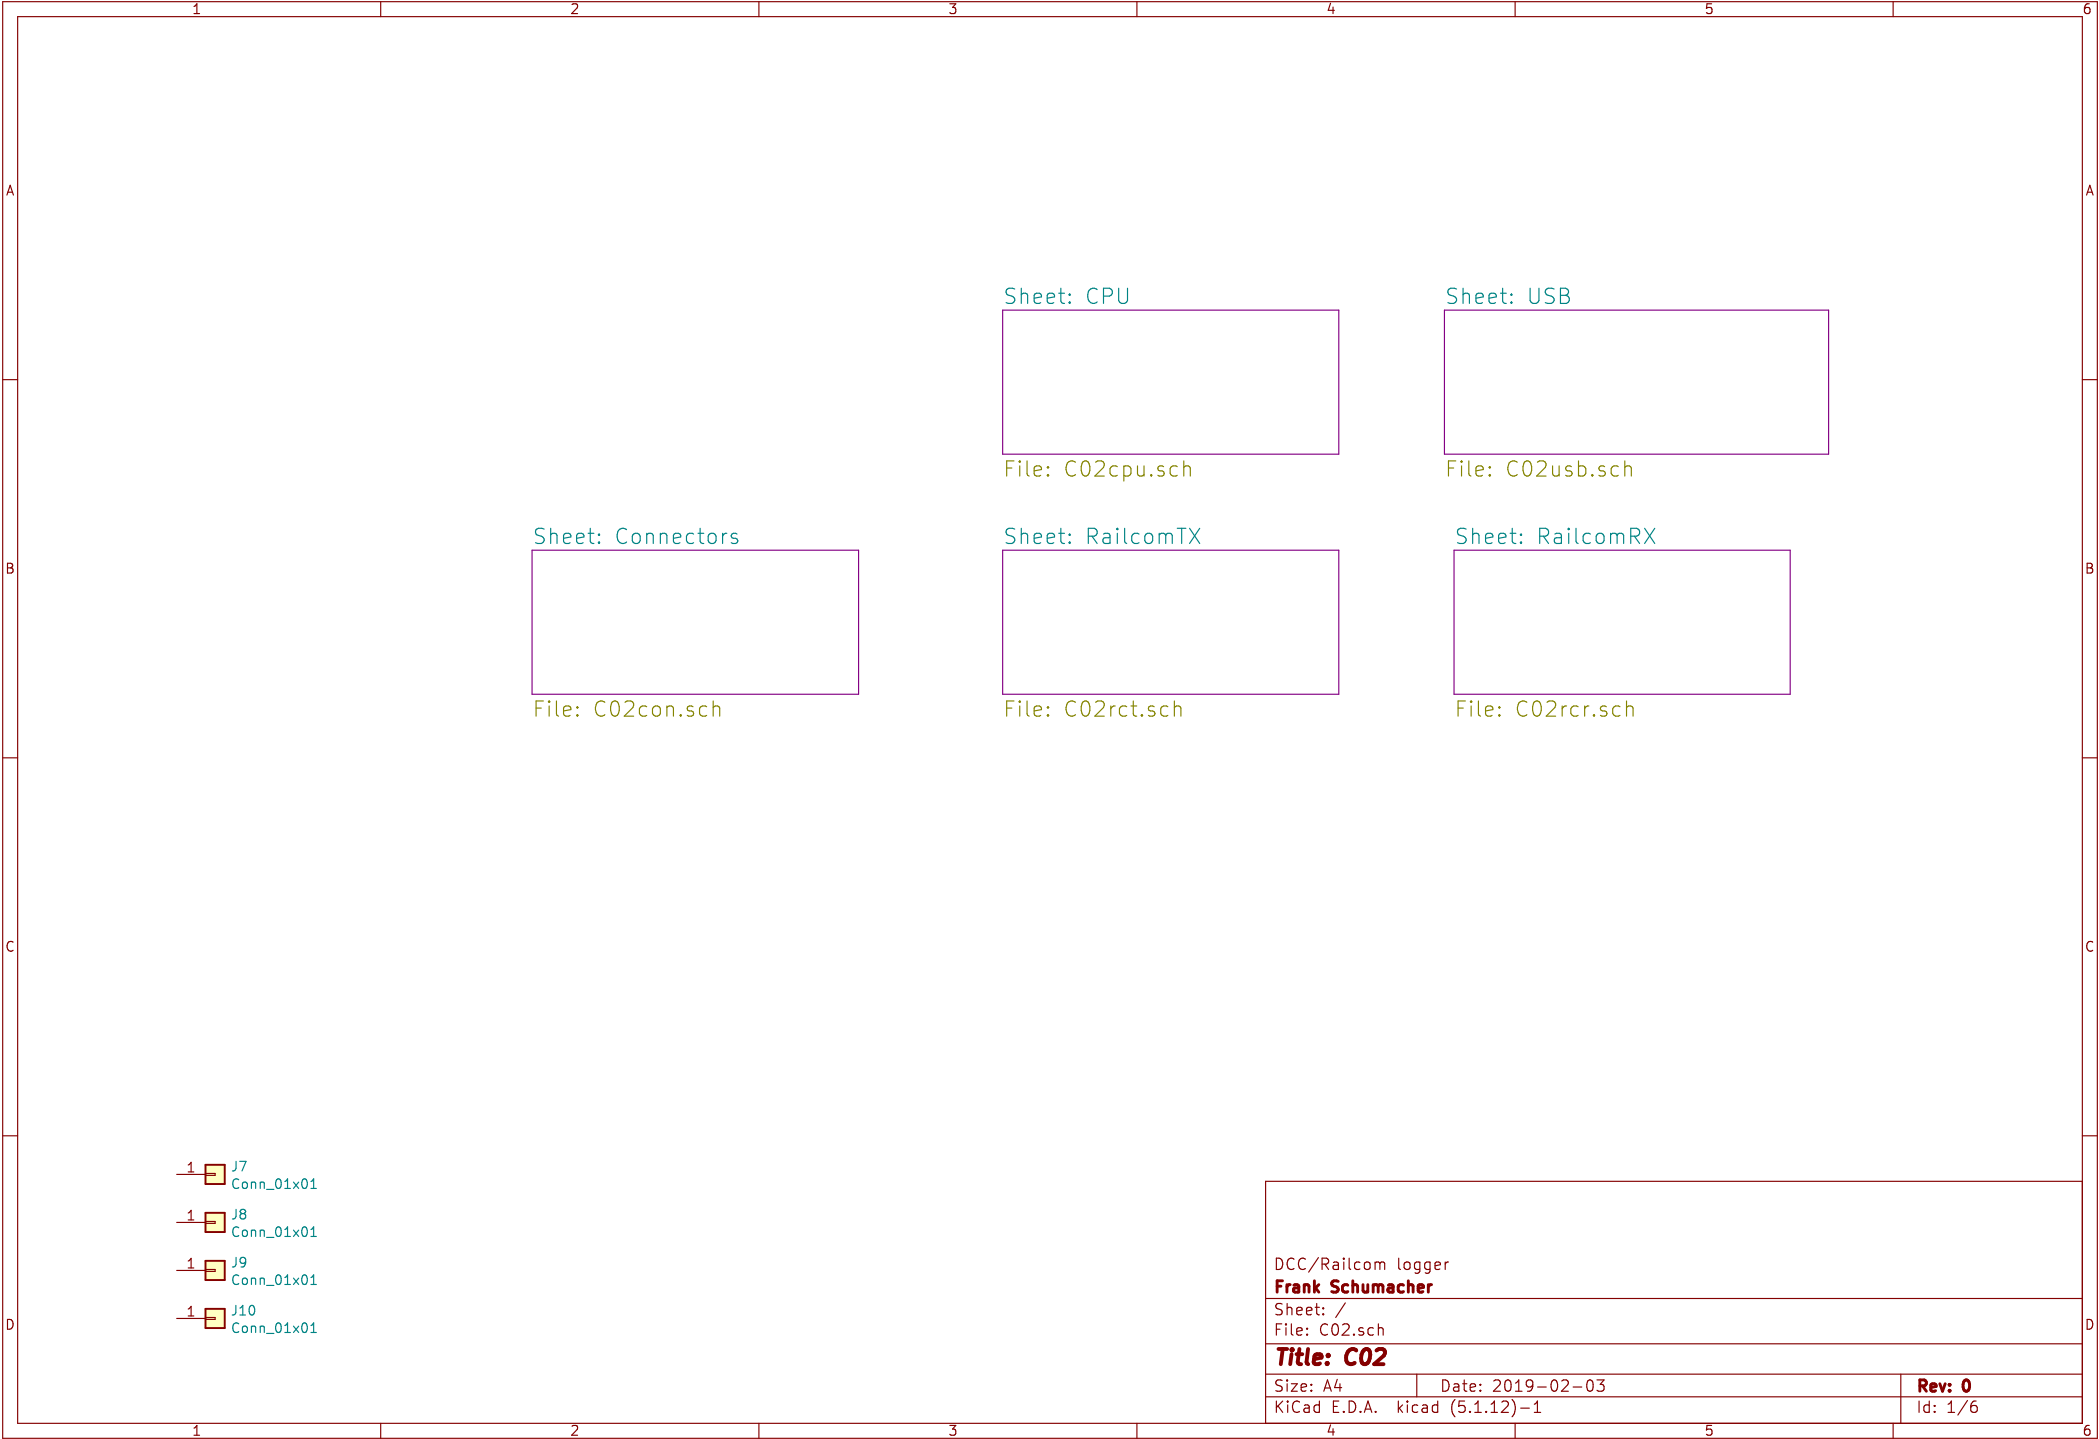 1 2 3 4 5 6
A A
Sheet: CPU
Sheet: USB
File: C02cpu.sch
File: C02usb.sch
Sheet: Connectors
Sheet: RailcomTX
Sheet: RailcomRX
B B
File: C02con.sch
File: C02rct.sch
File: C02rcr.sch
C C
1 J7
Conn_01x01
1 J8
Conn_01x01
1 J9
Conn_01x01
1 J10
Conn_01x01
D D
DCC/Railcom logger
Frank Schumacher
Sheet: /
File: C02.sch
Title: C02
Size: A4 Date: 2019-02-03 Rev: 0
KiCad E.D.A. kicad (5.1.12)-1 Id: 1/6
1 2 3 4 5 6